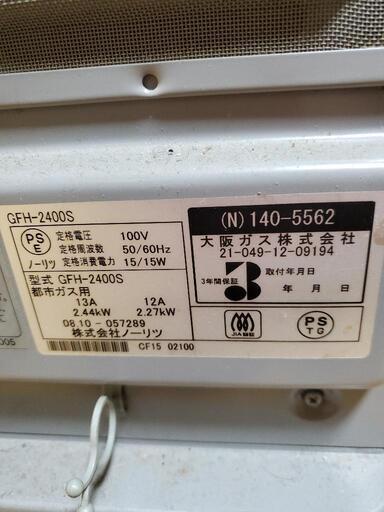 GFH-2400S
PS
E
ノーリツ
定格電圧 100V
定格周波数 50/60Hz
定格消費電力 15/15W
型式 GFH-2400S
都市ガス用
13A 12A
2.44kW 2.27kW
08.10-057289
株式会社ノーリツ
CF15 02100
(N) 140-5562
大阪ガス株式会社
21-049-12-09194
3年間保証
3
取付年月日
年 月 日
JIA
PS
TG
005